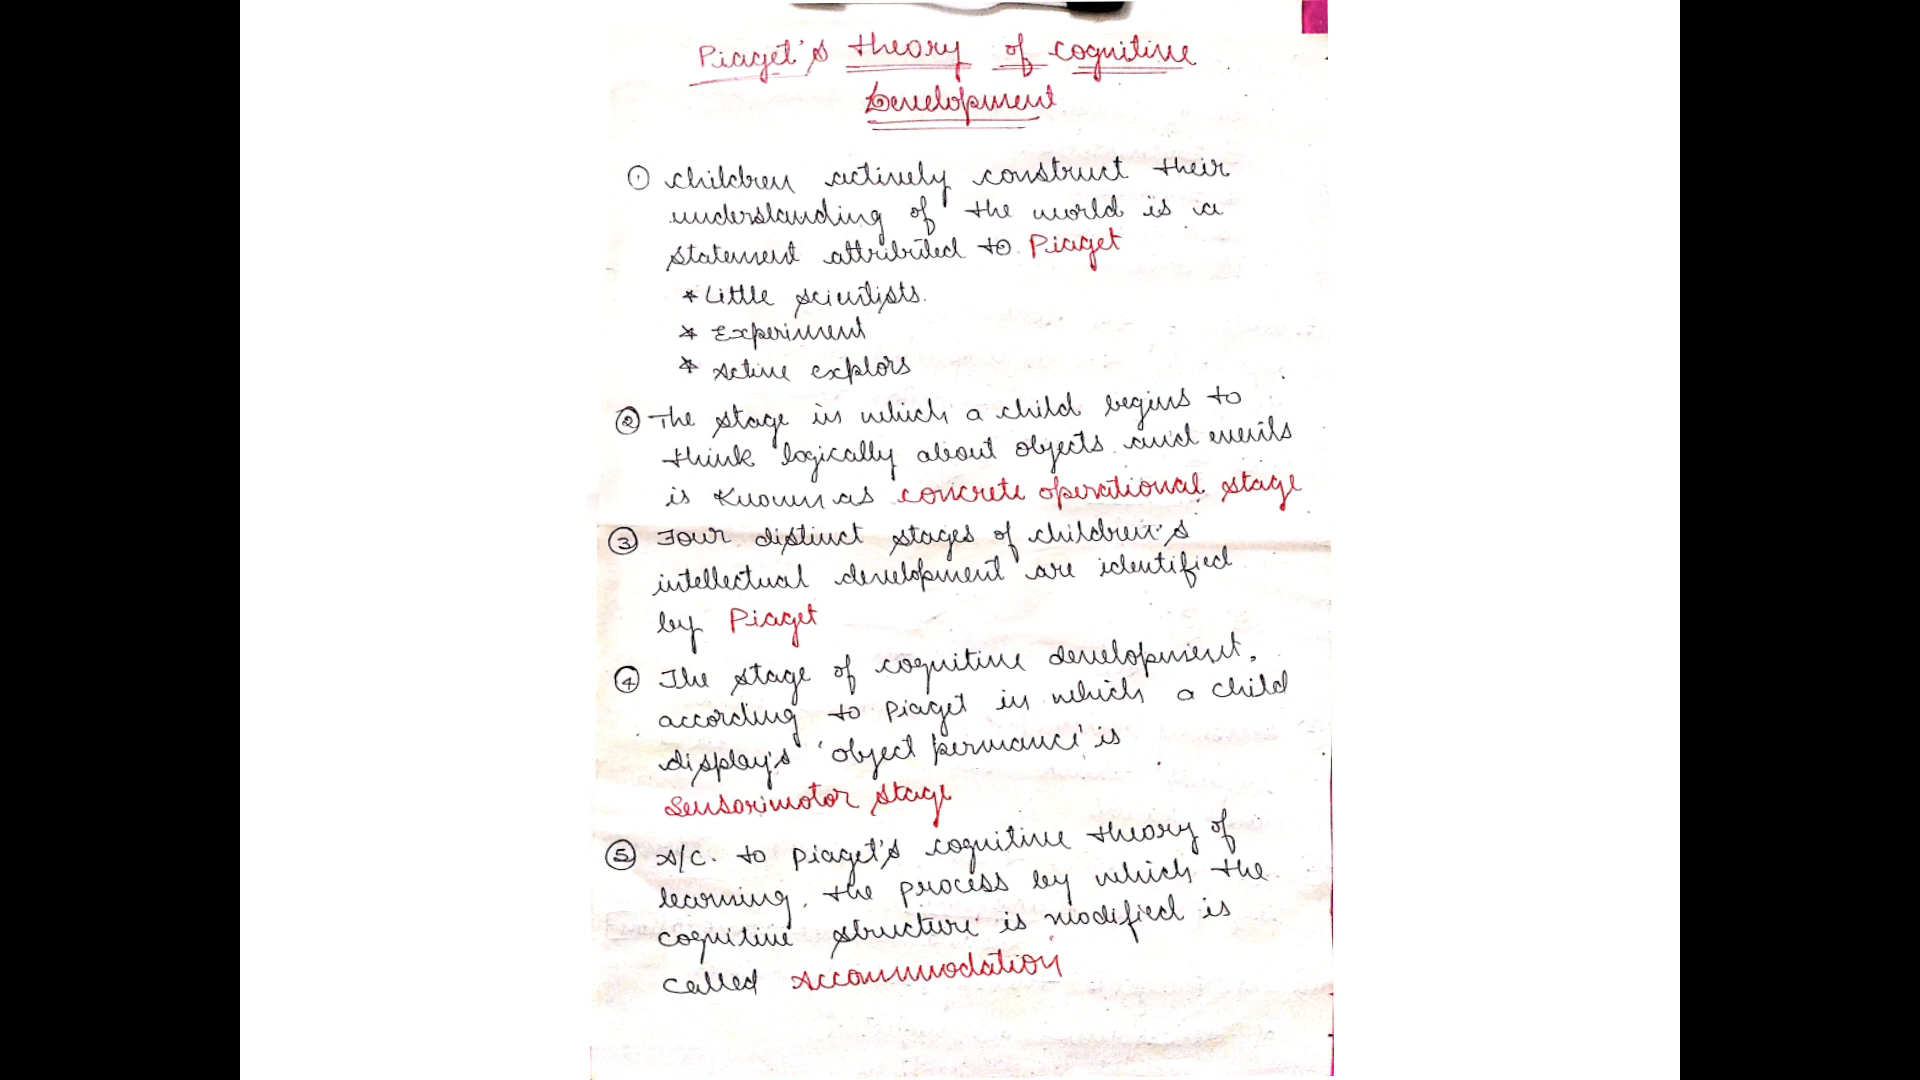 Piaget's theory of cognitive
Development
① children actively construct their
understanding of the world is a
statement attributed to Piaget
* Little scientists.
* Experiment
* Active explors
② The stage in which a child begins to
think logically about objects and events
is known as concrete operational stage
③ Four distinct stages of children's
intellectual development are identified
by Piaget
④ The stage of cognitive development,
according to Piaget in which a child
display's 'object permance' is
Sensorimotor stage
⑤ A/c. to piaget's cognitive theory of
learning, the process by which the
cognitive structure is modified is
called Accommodation